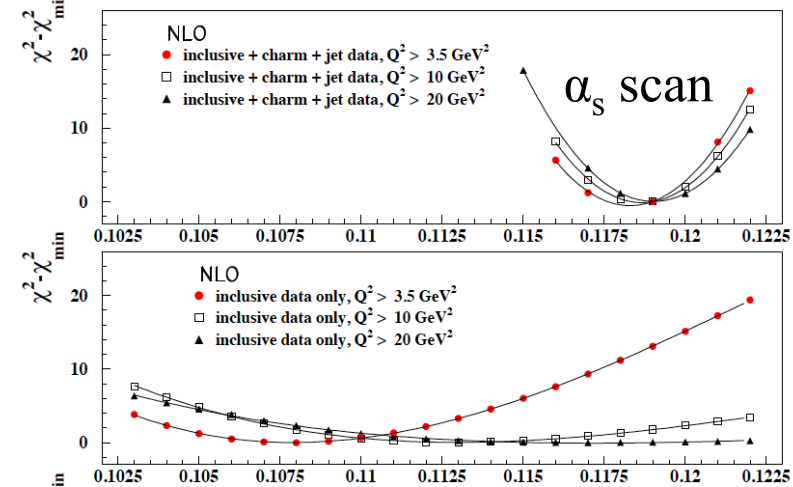 χ²-χ²min
NLO
inclusive + charm + jet data, Q² > 3.5 GeV²
inclusive + charm + jet data, Q² > 10 GeV²
inclusive + charm + jet data, Q² > 20 GeV²
αs scan
20
10
0
0.1025 0.105 0.1075 0.11 0.1125 0.115 0.1175 0.12 0.1225
χ²-χ²min
NLO
inclusive data only, Q² > 3.5 GeV²
inclusive data only, Q² > 10 GeV²
inclusive data only, Q² > 20 GeV²
20
10
0
0.1025 0.105 0.1075 0.11 0.1125 0.115 0.1175 0.12 0.1225
in